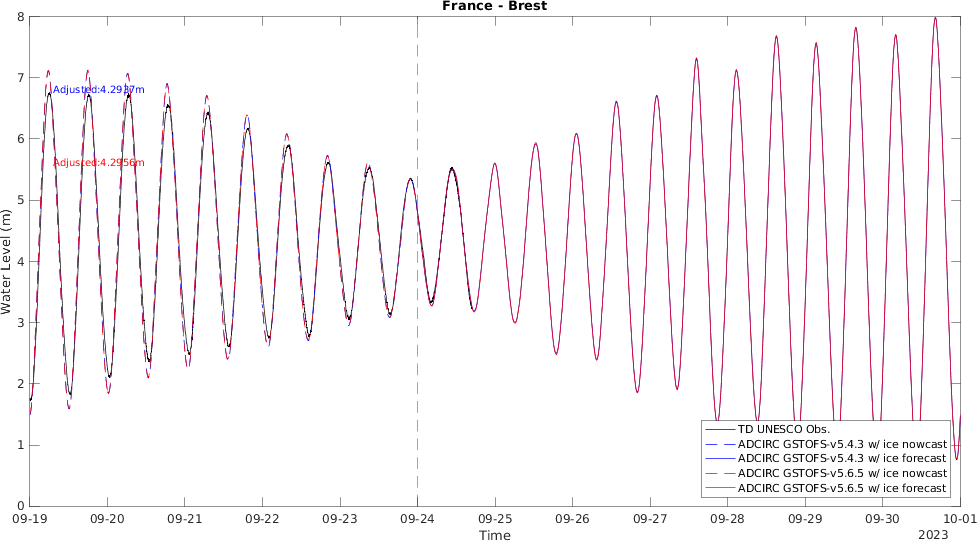 France - Brest
8
7
6
5
4
3
2
1
0
Water Level (m)
Adjusted:4.2937m
Adjusted:4.2956m
TD UNESCO Obs.
ADCIRC GSTOFS-v5.4.3 w/ ice nowcast
ADCIRC GSTOFS-v5.4.3 w/ ice forecast
ADCIRC GSTOFS-v5.6.5 w/ ice nowcast
ADCIRC GSTOFS-v5.6.5 w/ ice forecast
09-19 09-20 09-21 09-22 09-23 09-24 09-25 09-26 09-27 09-28 09-29 09-30 10-01
Time
2023